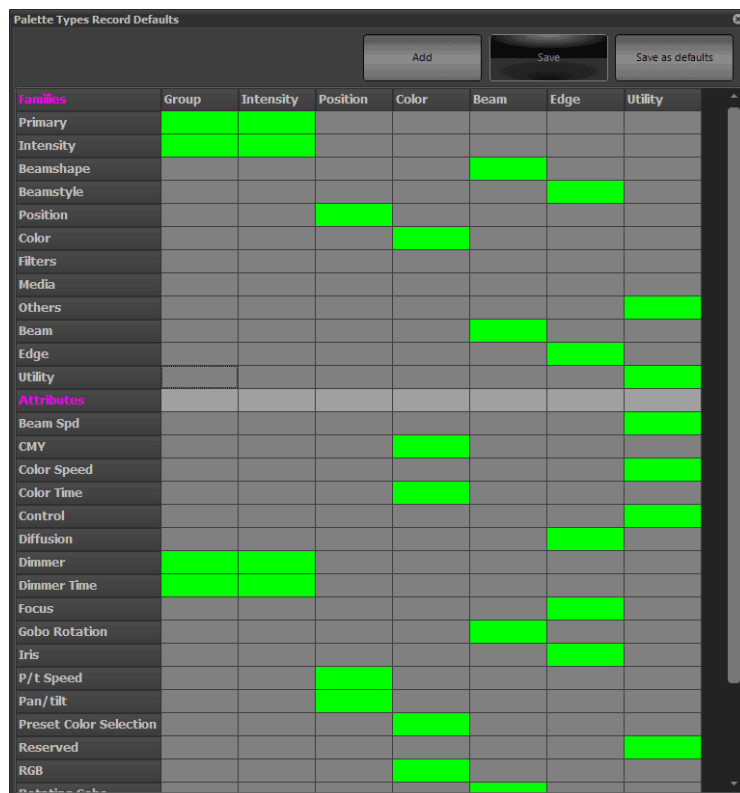 Palette Types Record Defaults
Add Save Save as defaults
Families Group Intensity Position Color Beam Edge Utility
Primary
Intensity
Beamshape
Beamstyle
Position
Color
Filters
Media
Others
Beam
Edge
Utility
Attributes
Beam Spd
CMY
Color Speed
Color Time
Control
Diffusion
Dimmer
Dimmer Time
Focus
Gobo Rotation
Iris
P/t Speed
Pan/tilt
Preset Color Selection
Reserved
RGB